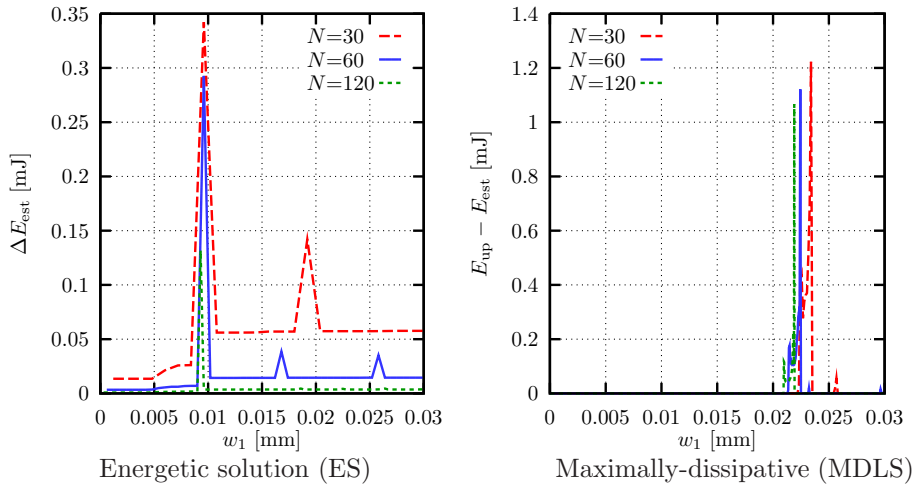 0.35
0.3
0.25
0.2
0.15
0.1
0.05
0
ΔE_est [mJ]
N=30
N=60
N=120
0 0.005 0.01 0.015 0.02 0.025 0.03
w_1 [mm]
Energetic solution (ES)
1.4
1.2
1
0.8
0.6
0.4
0.2
0
E_up − E_est [mJ]
N=30
N=60
N=120
0 0.005 0.01 0.015 0.02 0.025 0.03
w_1 [mm]
Maximally-dissipative (MDLS)